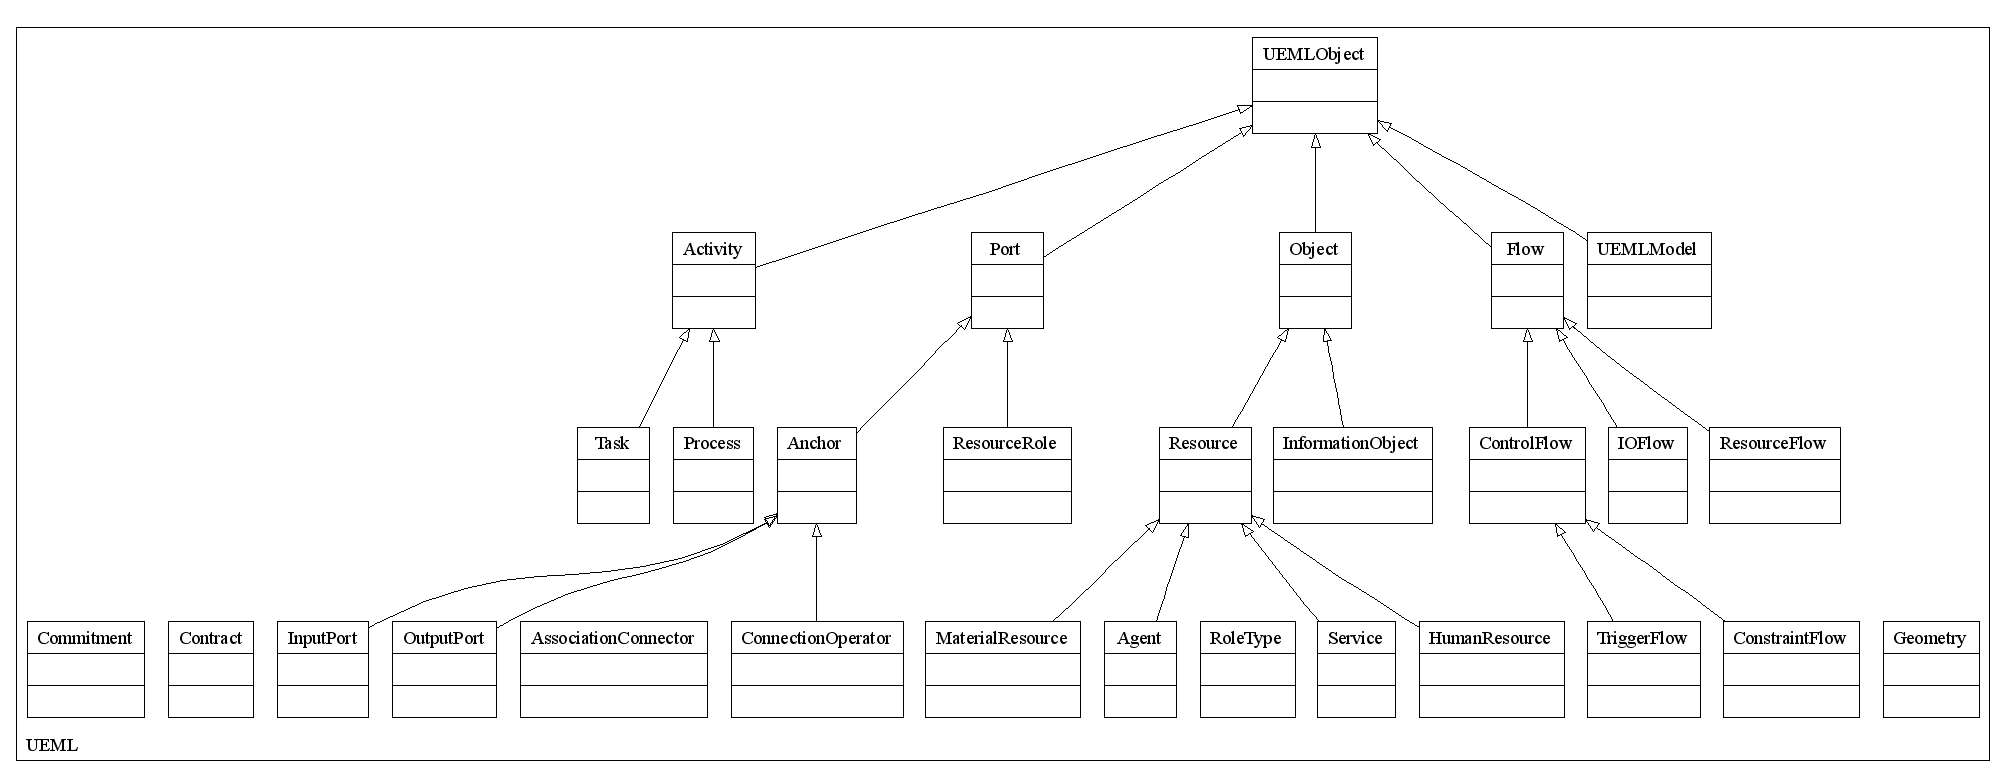 UEMLObject
Activity
Port
Object
Flow
UEMLModel
Task
Process
Anchor
ResourceRole
Resource
InformationObject
ControlFlow
IOFlow
ResourceFlow
Commitment
Contract
InputPort
OutputPort
AssociationConnector
ConnectionOperator
MaterialResource
Agent
RoleType
Service
HumanResource
TriggerFlow
ConstraintFlow
Geometry
UEML